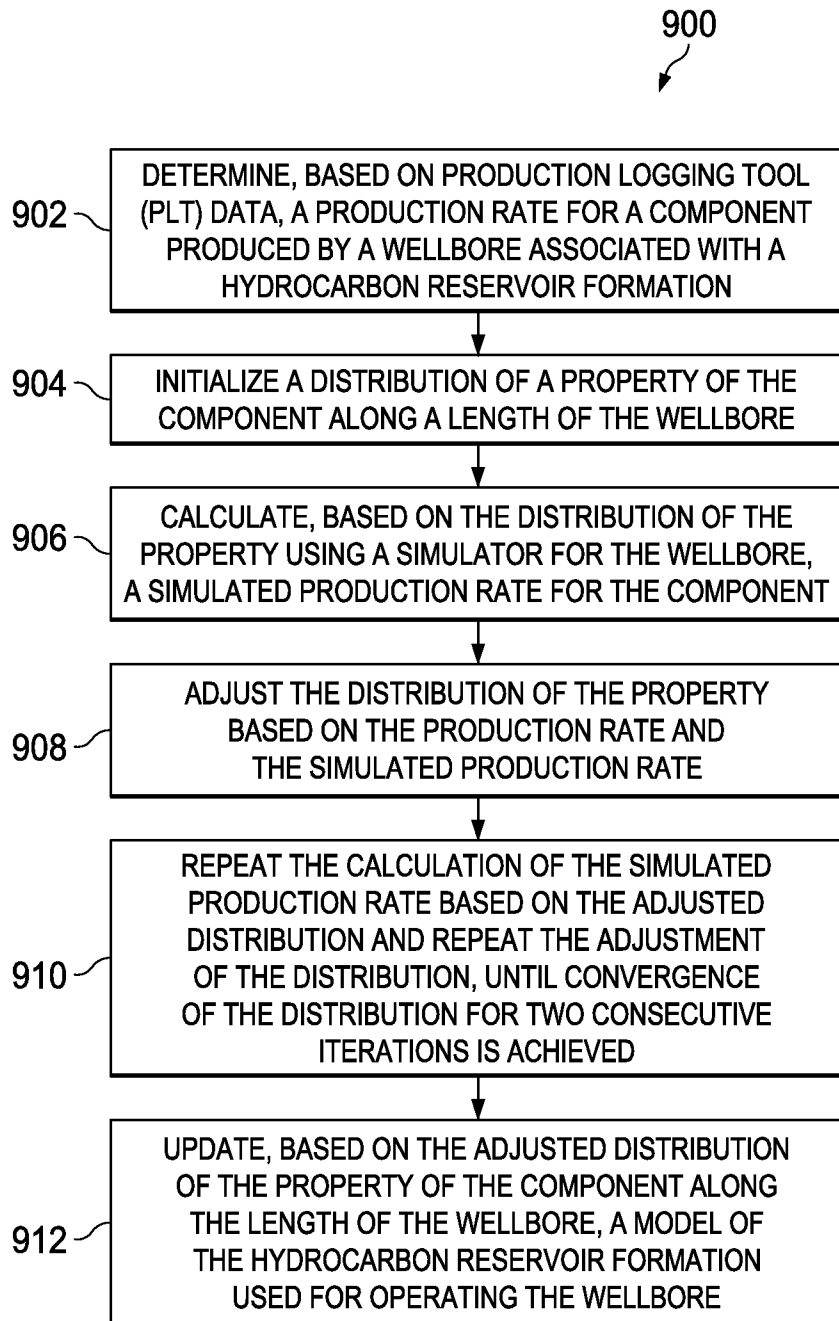 900
902
DETERMINE, BASED ON PRODUCTION LOGGING TOOL
(PLT) DATA, A PRODUCTION RATE FOR A COMPONENT
PRODUCED BY A WELLBORE ASSOCIATED WITH A
HYDROCARBON RESERVOIR FORMATION
904
INITIALIZE A DISTRIBUTION OF A PROPERTY OF THE
COMPONENT ALONG A LENGTH OF THE WELLBORE
906
CALCULATE, BASED ON THE DISTRIBUTION OF THE
PROPERTY USING A SIMULATOR FOR THE WELLBORE,
A SIMULATED PRODUCTION RATE FOR THE COMPONENT
908
ADJUST THE DISTRIBUTION OF THE PROPERTY
BASED ON THE PRODUCTION RATE AND
THE SIMULATED PRODUCTION RATE
910
REPEAT THE CALCULATION OF THE SIMULATED
PRODUCTION RATE BASED ON THE ADJUSTED
DISTRIBUTION AND REPEAT THE ADJUSTMENT
OF THE DISTRIBUTION, UNTIL CONVERGENCE
OF THE DISTRIBUTION FOR TWO CONSECUTIVE
ITERATIONS IS ACHIEVED
912
UPDATE, BASED ON THE ADJUSTED DISTRIBUTION
OF THE PROPERTY OF THE COMPONENT ALONG
THE LENGTH OF THE WELLBORE, A MODEL OF
THE HYDROCARBON RESERVOIR FORMATION
USED FOR OPERATING THE WELLBORE